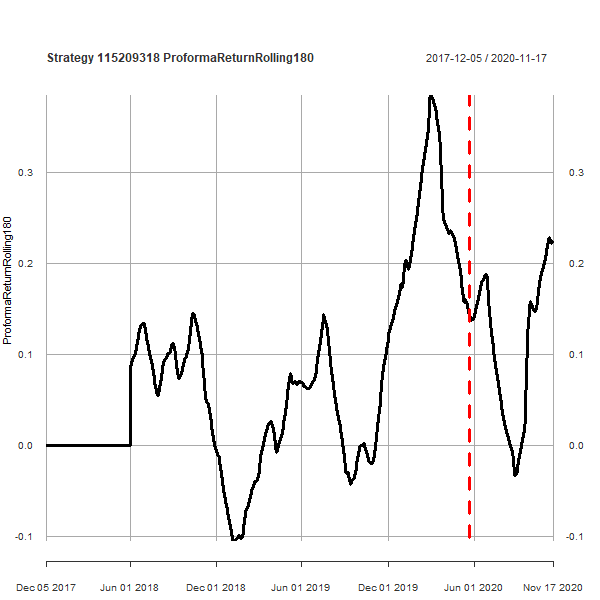 Strategy 115209318 ProformaReturnRolling180 2017-12-05 / 2020-11-17
ProformaReturnRolling180
0.3 0.3
0.2 0.2
0.1 0.1
0.0 0.0
-0.1 -0.1
Dec 05 2017 Jun 01 2018 Dec 01 2018 Jun 01 2019 Dec 01 2019 Jun 01 2020 Nov 17 2020